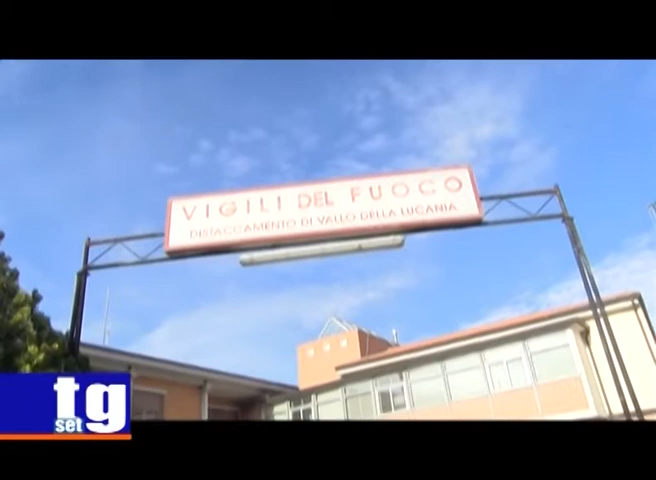 VIGILI DEL FUOCO
DISTACCAMENTO DI VALLO DELLA LUCANIA
tg
set